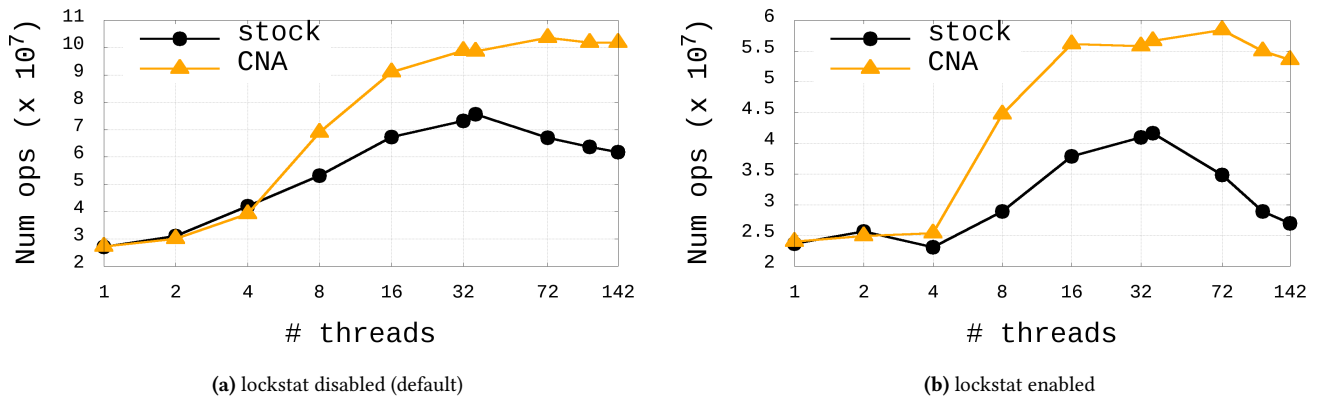 Num ops (x 10^7)
11
10
9
8
7
6
5
4
3
2
stock
CNA
1 2 4 8 16 32 72 142
# threads
(a) lockstat disabled (default)
Num ops (x 10^7)
6
5.5
5
4.5
4
3.5
3
2.5
2
stock
CNA
1 2 4 8 16 32 72 142
# threads
(b) lockstat enabled